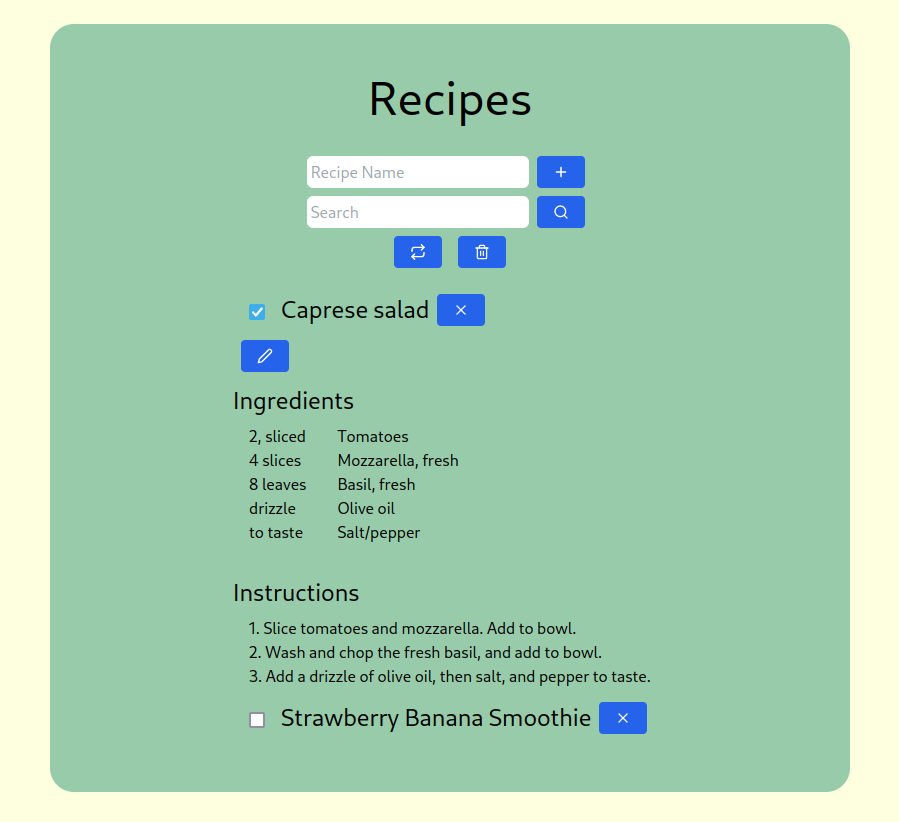 Recipes
Recipe Name
Search
Caprese salad
Ingredients
2, sliced Tomatoes
4 slices Mozzarella, fresh
8 leaves Basil, fresh
drizzle Olive oil
to taste Salt/pepper
Instructions
1. Slice tomatoes and mozzarella. Add to bowl.
2. Wash and chop the fresh basil, and add to bowl.
3. Add a drizzle of olive oil, then salt, and pepper to taste.
Strawberry Banana Smoothie